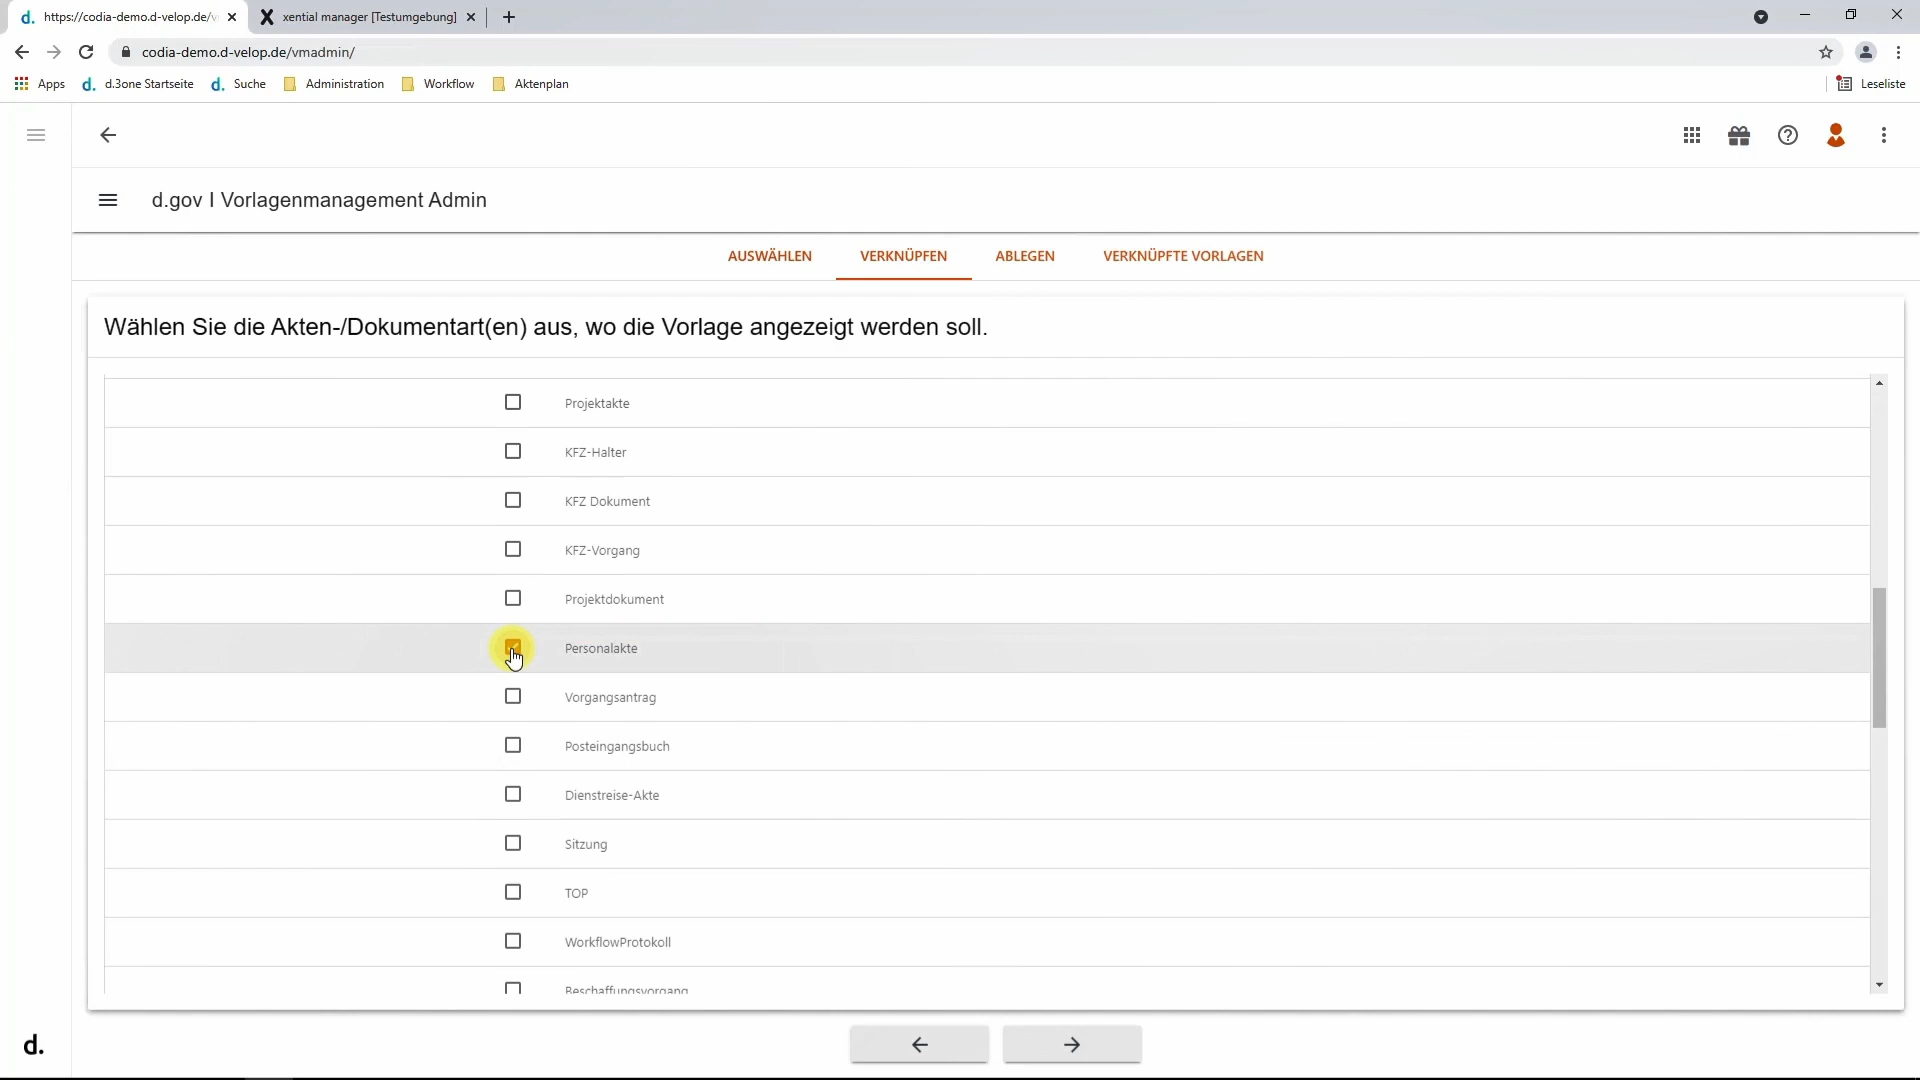 https://codia-demo.d-velop.de/v
xential manager [Testumgebung]
codia-demo.d-velop.de/vmadmin/
Apps
d. d.3one Startseite
d. Suche
Administration
Workflow
Aktenplan
Leseliste
d.gov I Vorlagenmanagement Admin
AUSWÄHLEN
VERKNÜPFEN
ABLEGEN
VERKNÜPFTE VORLAGEN
Wählen Sie die Akten-/Dokumentart(en) aus, wo die Vorlage angezeigt werden soll.
Projektakte
KFZ-Halter
KFZ Dokument
KFZ-Vorgang
Projektdokument
Personalakte
Vorgangsantrag
Posteingangsbuch
Dienstreise-Akte
Sitzung
TOP
WorkflowProtokoll
Beschaffungsvorgang
d.